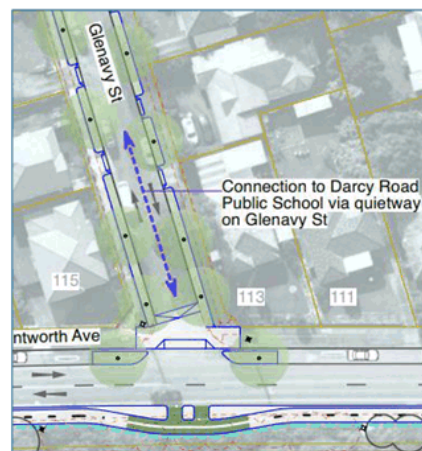 Glenavy St
Connection to Darcy Road
Public School via quietway
on Glenavy St
115
113
111
ntworth Ave